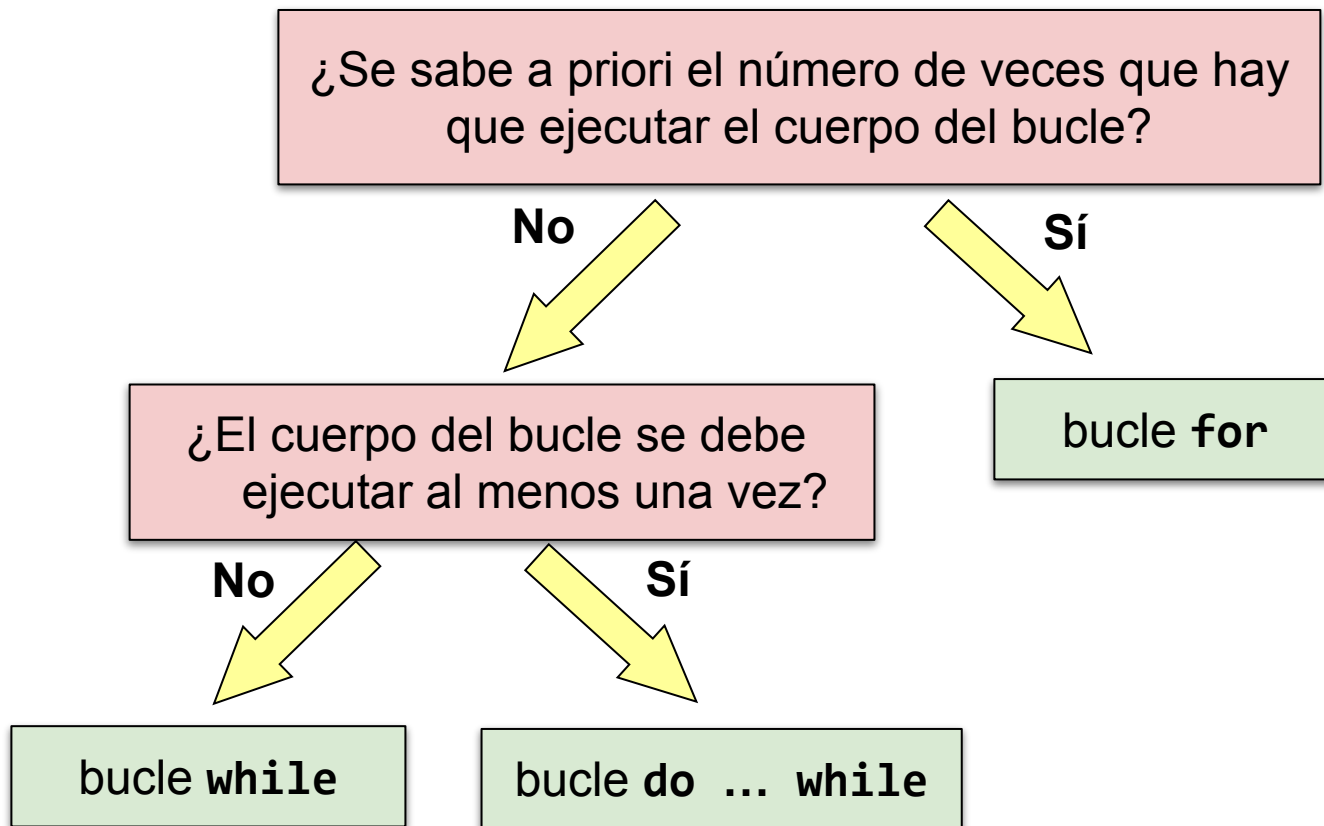 ¿Se sabe a priori el número de veces que hay
que ejecutar el cuerpo del bucle?
No
Sí
¿El cuerpo del bucle se debe
ejecutar al menos una vez?
bucle for
No
Sí
bucle while
bucle do ... while